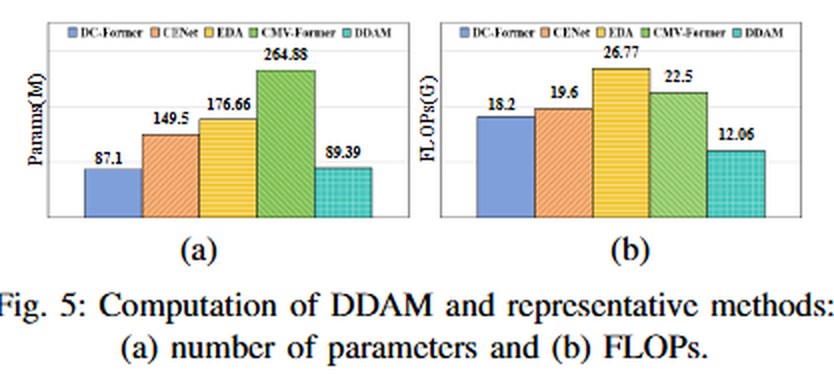 DC-Former CENet EDA CMV-Former DDAM
264.88
176.66
149.5
87.1
89.39
Params(M)
(a)
DC-Former CENet EDA CMV-Former DDAM
26.77
22.5
19.6
18.2
12.06
FLOPs(G)
(b)
Fig. 5: Computation of DDAM and representative methods:
(a) number of parameters and (b) FLOPs.